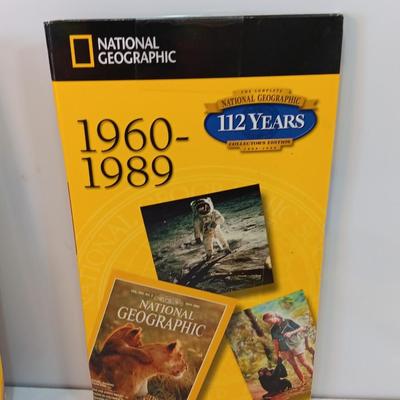 NATIONAL
GEOGRAPHIC
THE COMPLETE
NATIONAL GEOGRAPHIC
112 YEARS
COLLECTOR'S EDITION
1960-
1989
NATIONAL
GEOGRAPHIC